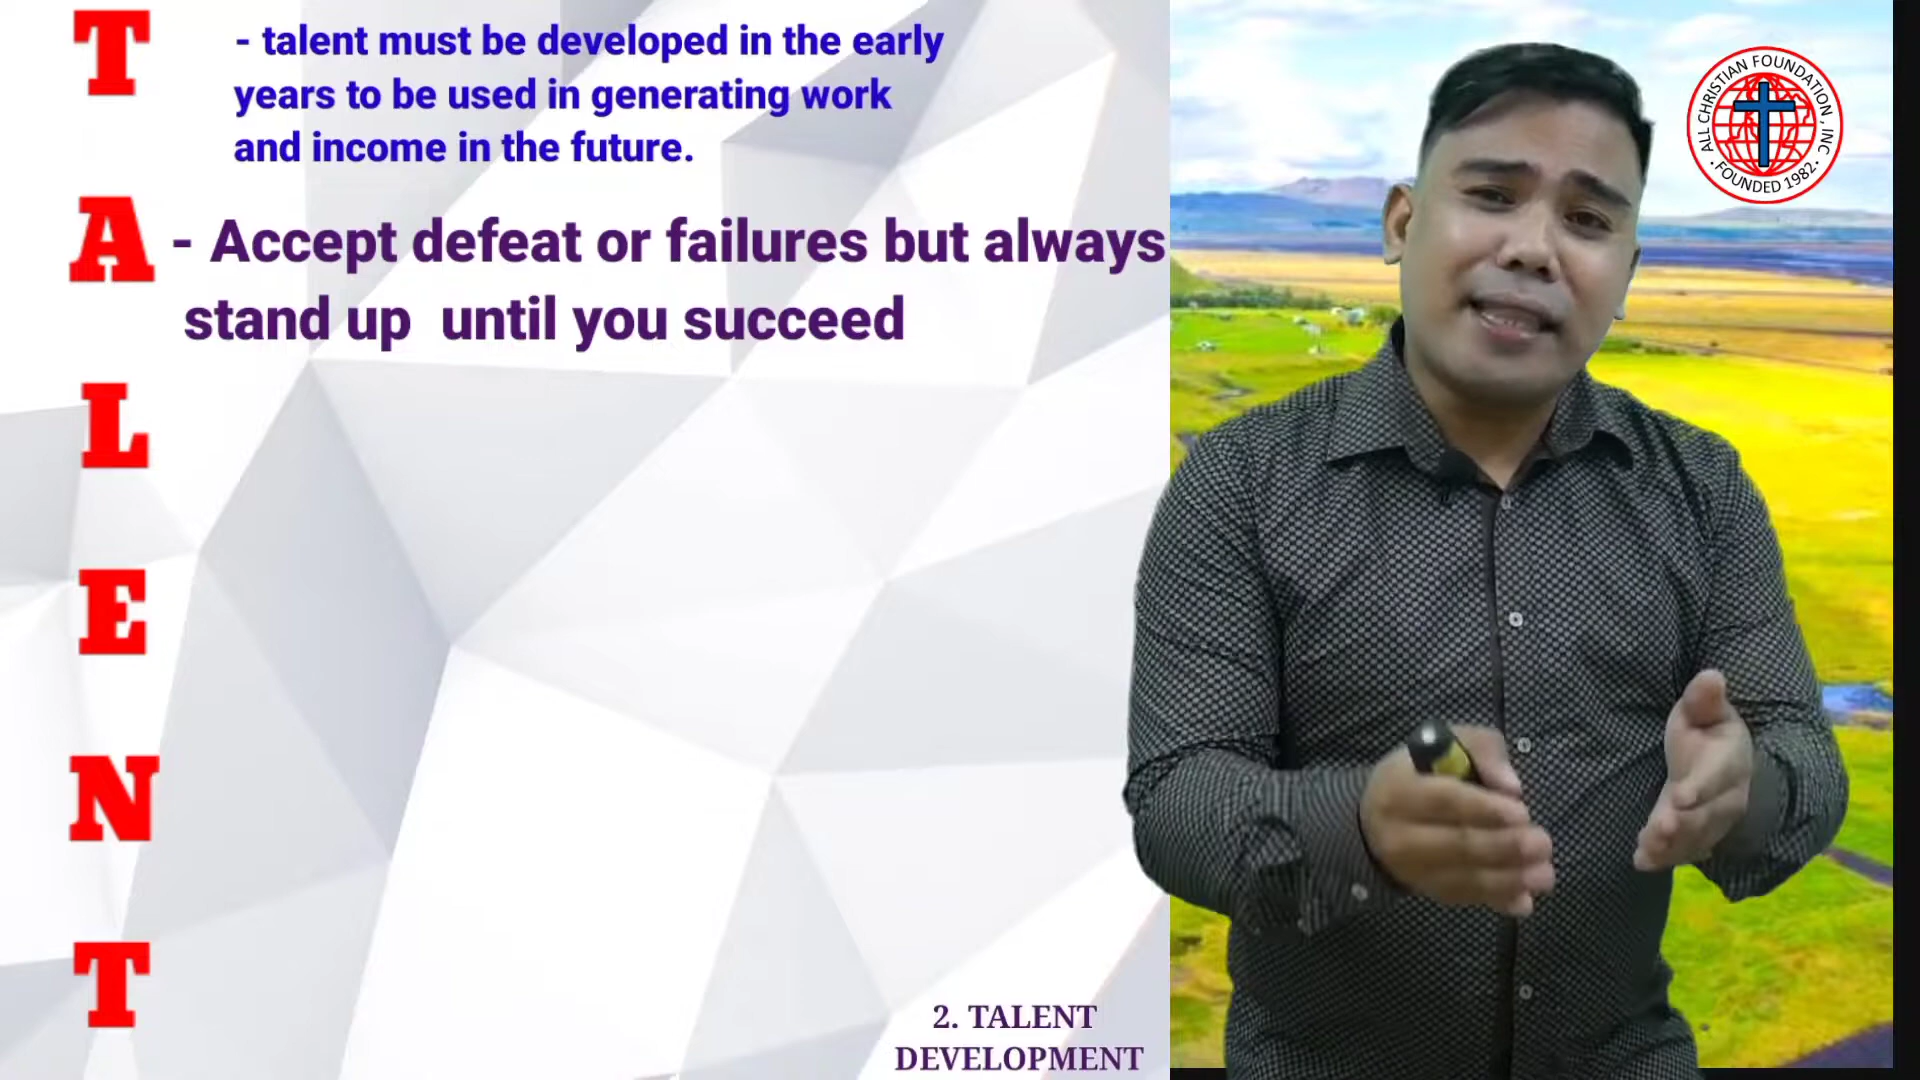 T
- talent must be developed in the early
years to be used in generating work
and income in the future.
A
- Accept defeat or failures but always
stand up until you succeed
L
E
N
T
2. TALENT
DEVELOPMENT
ALL CHRISTIAN FOUNDATION, INC
· FOUNDED 1982 ·